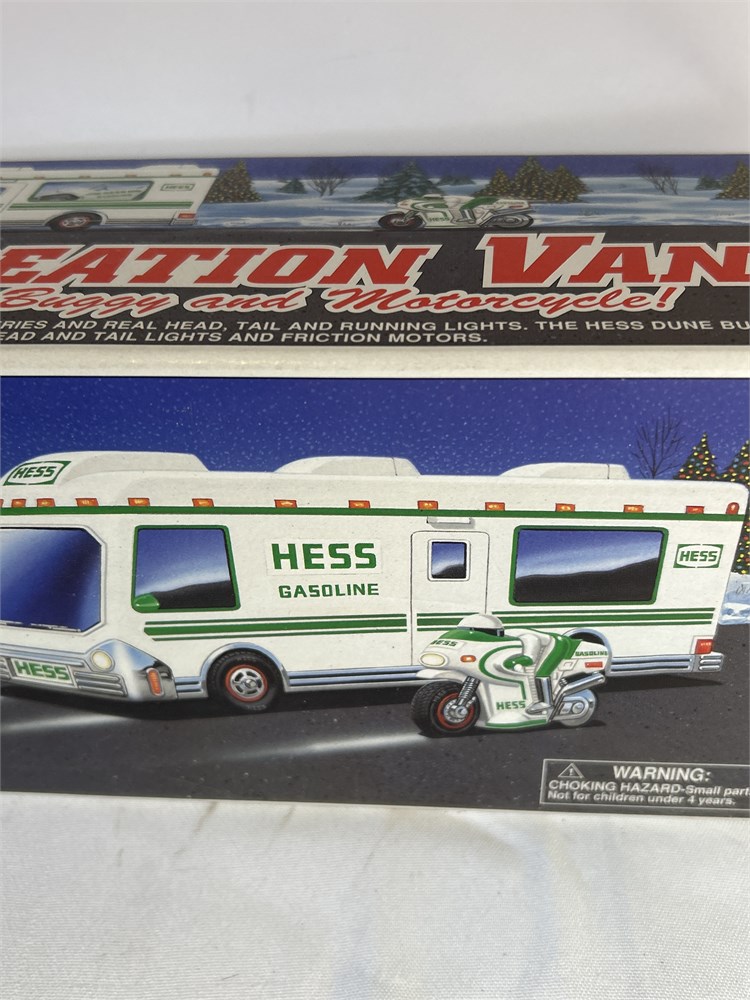 HESS
EATION VAN
Buggy and Motorcycle!
RIES AND REAL HEAD, TAIL AND RUNNING LIGHTS. THE HESS DUNE BU
EAD AND TAIL LIGHTS AND FRICTION MOTORS.
HESS
HESS
GASOLINE
HESS
HESS
GASOLINE
HESS
WARNING:
CHOKING HAZARD-Small part
Not for children under 4 years.